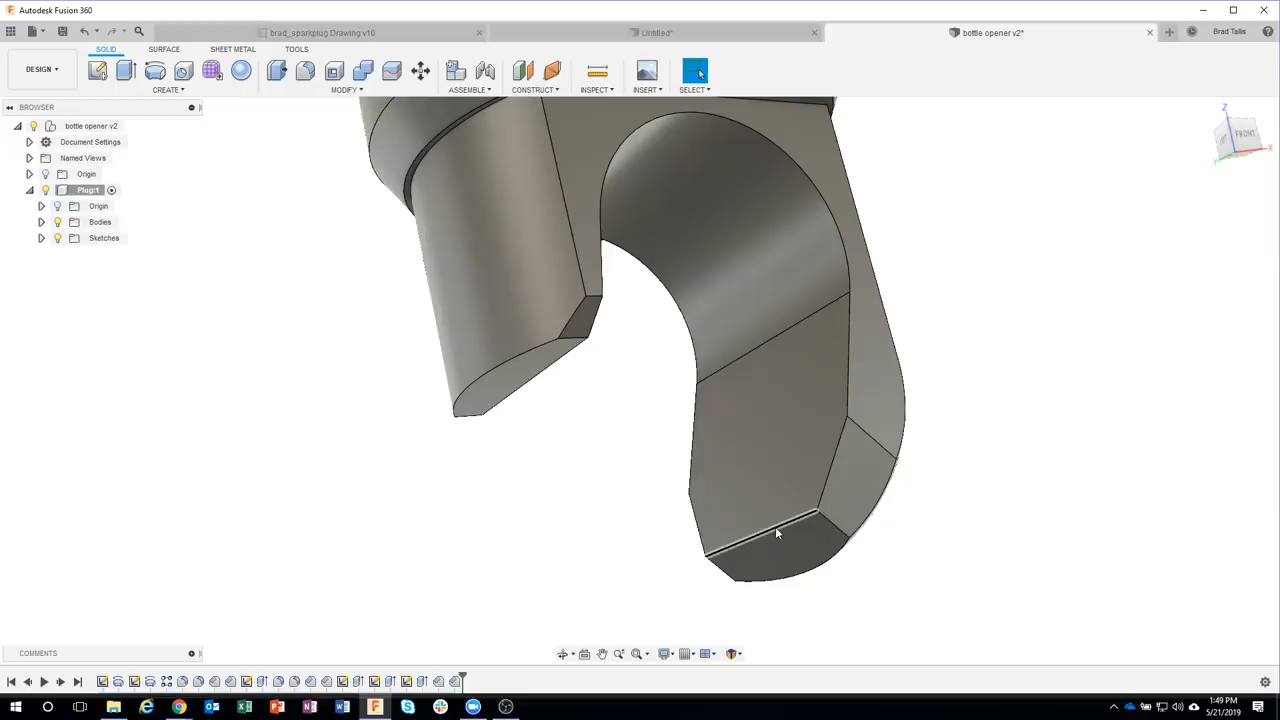 Autodesk Fusion 360
brad_sparkplug Drawing v10
Untitled*
bottle opener v2*
Brad Tallis
DESIGN
SOLID
SURFACE
SHEET METAL
TOOLS
CREATE
MODIFY
ASSEMBLE
CONSTRUCT
INSPECT
INSERT
SELECT
BROWSER
bottle opener v2
Document Settings
Named Views
Origin
Plug:1
Origin
Bodies
Sketches
Z
FRONT
X
Y
COMMENTS
1:49 PM
5/21/2019